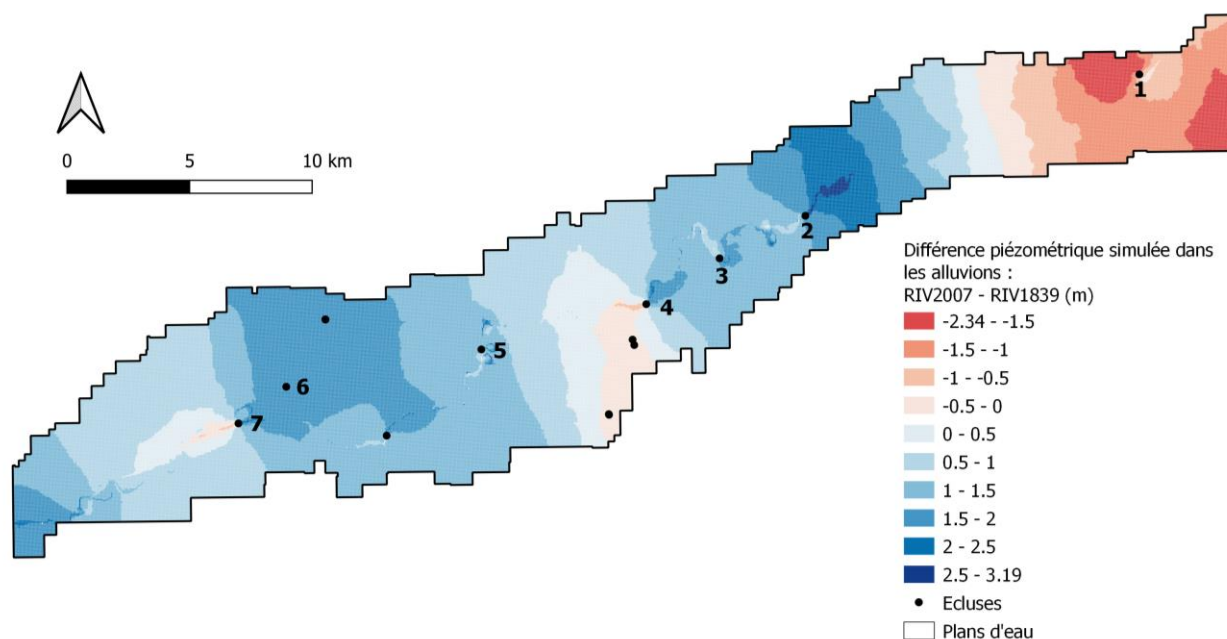 0 5 10 km
1
2
3
4
5
6
7
Différence piézométrique simulée dans
les alluvions :
RIV2007 - RIV1839 (m)
-2.34 - -1.5
-1.5 - -1
-1 - -0.5
-0.5 - 0
0 - 0.5
0.5 - 1
1 - 1.5
1.5 - 2
2 - 2.5
2.5 - 3.19
Ecluses
Plans d'eau